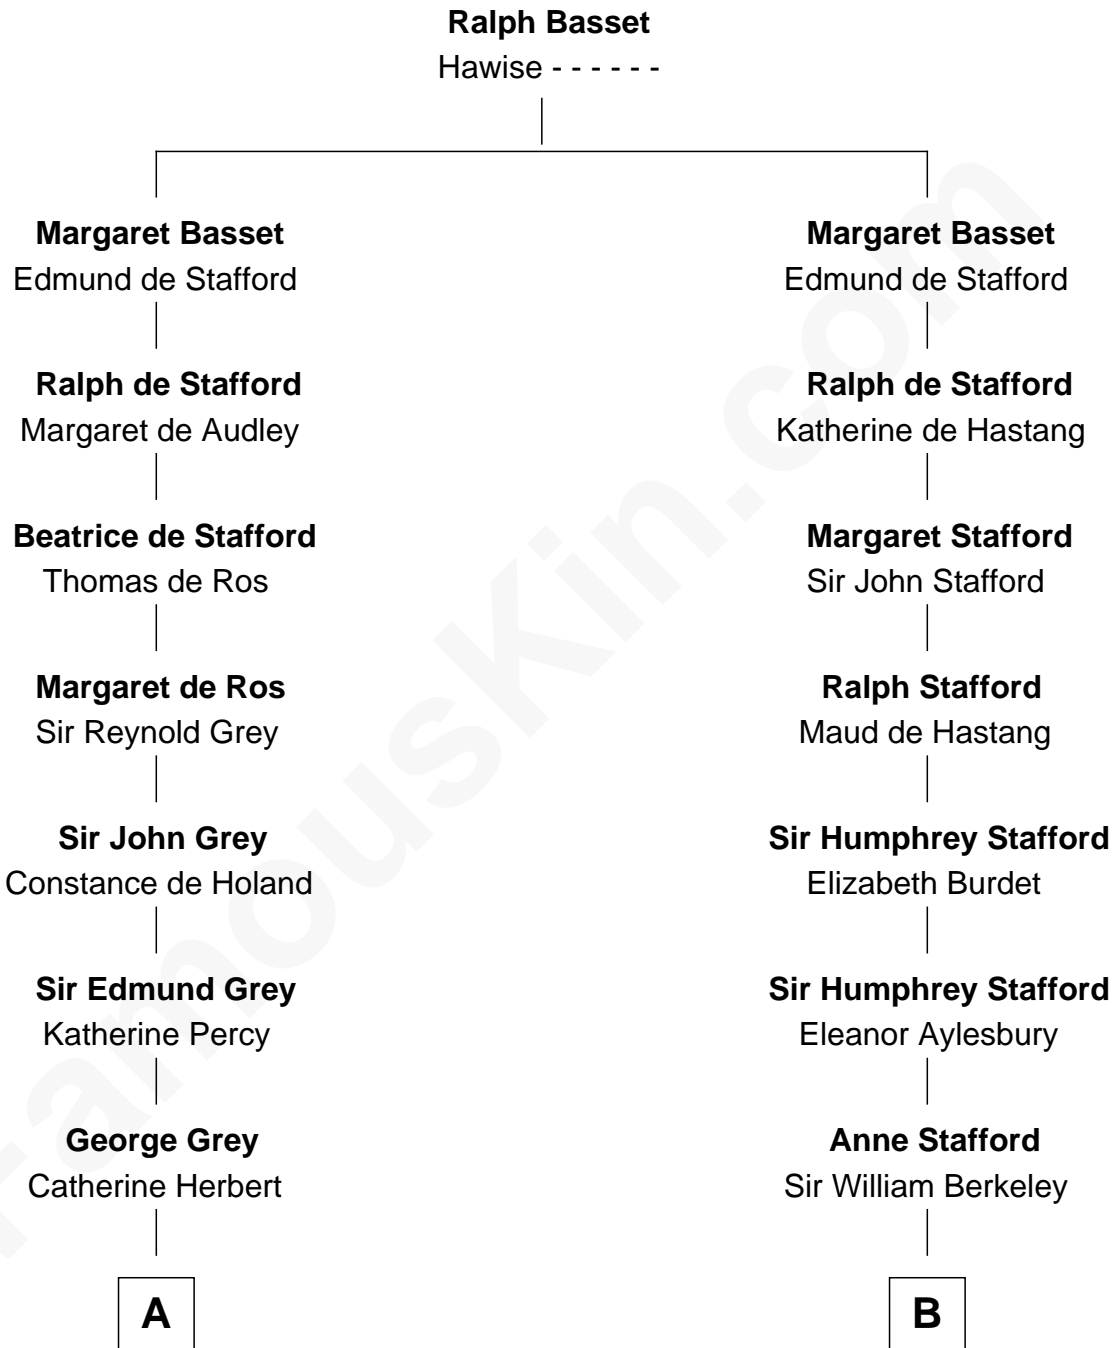 Ralph Basset
Hawise - - - - - -
Margaret Basset
Edmund de Stafford
Margaret Basset
Edmund de Stafford
Ralph de Stafford
Margaret de Audley
Ralph de Stafford
Katherine de Hastang
Beatrice de Stafford
Thomas de Ros
Margaret Stafford
Sir John Stafford
Margaret de Ros
Sir Reynold Grey
Ralph Stafford
Maud de Hastang
Sir John Grey
Constance de Holand
Sir Humphrey Stafford
Elizabeth Burdet
Sir Edmund Grey
Katherine Percy
Sir Humphrey Stafford
Eleanor Aylesbury
George Grey
Catherine Herbert
Anne Stafford
Sir William Berkeley
A
B
FamousKin.com